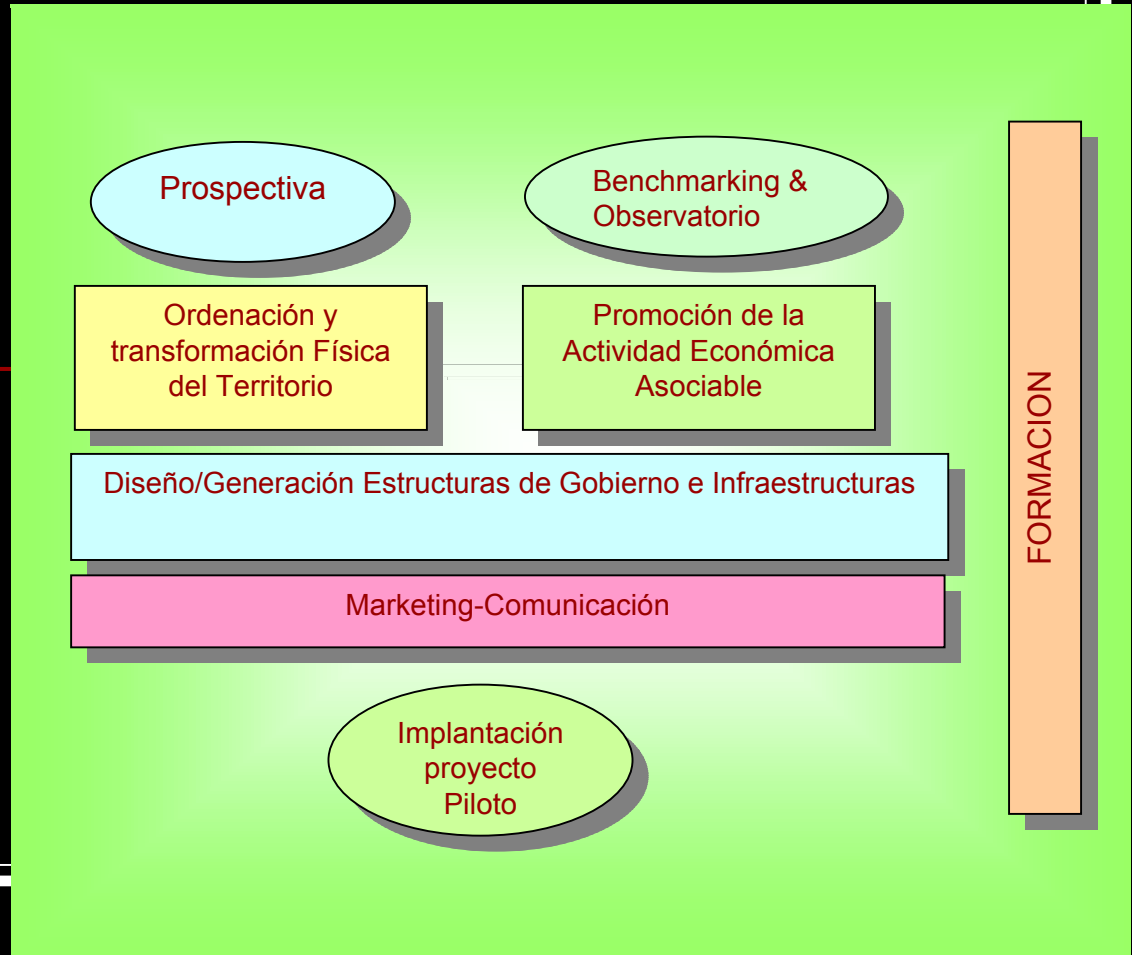 Prospectiva
Benchmarking &
Observatorio
Ordenación y
transformación Física
del Territorio
Promoción de la
Actividad Económica
Asociable
Diseño/Generación Estructuras de Gobierno e Infraestructuras
Marketing-Comunicación
Implantación
proyecto
Piloto
FORMACION